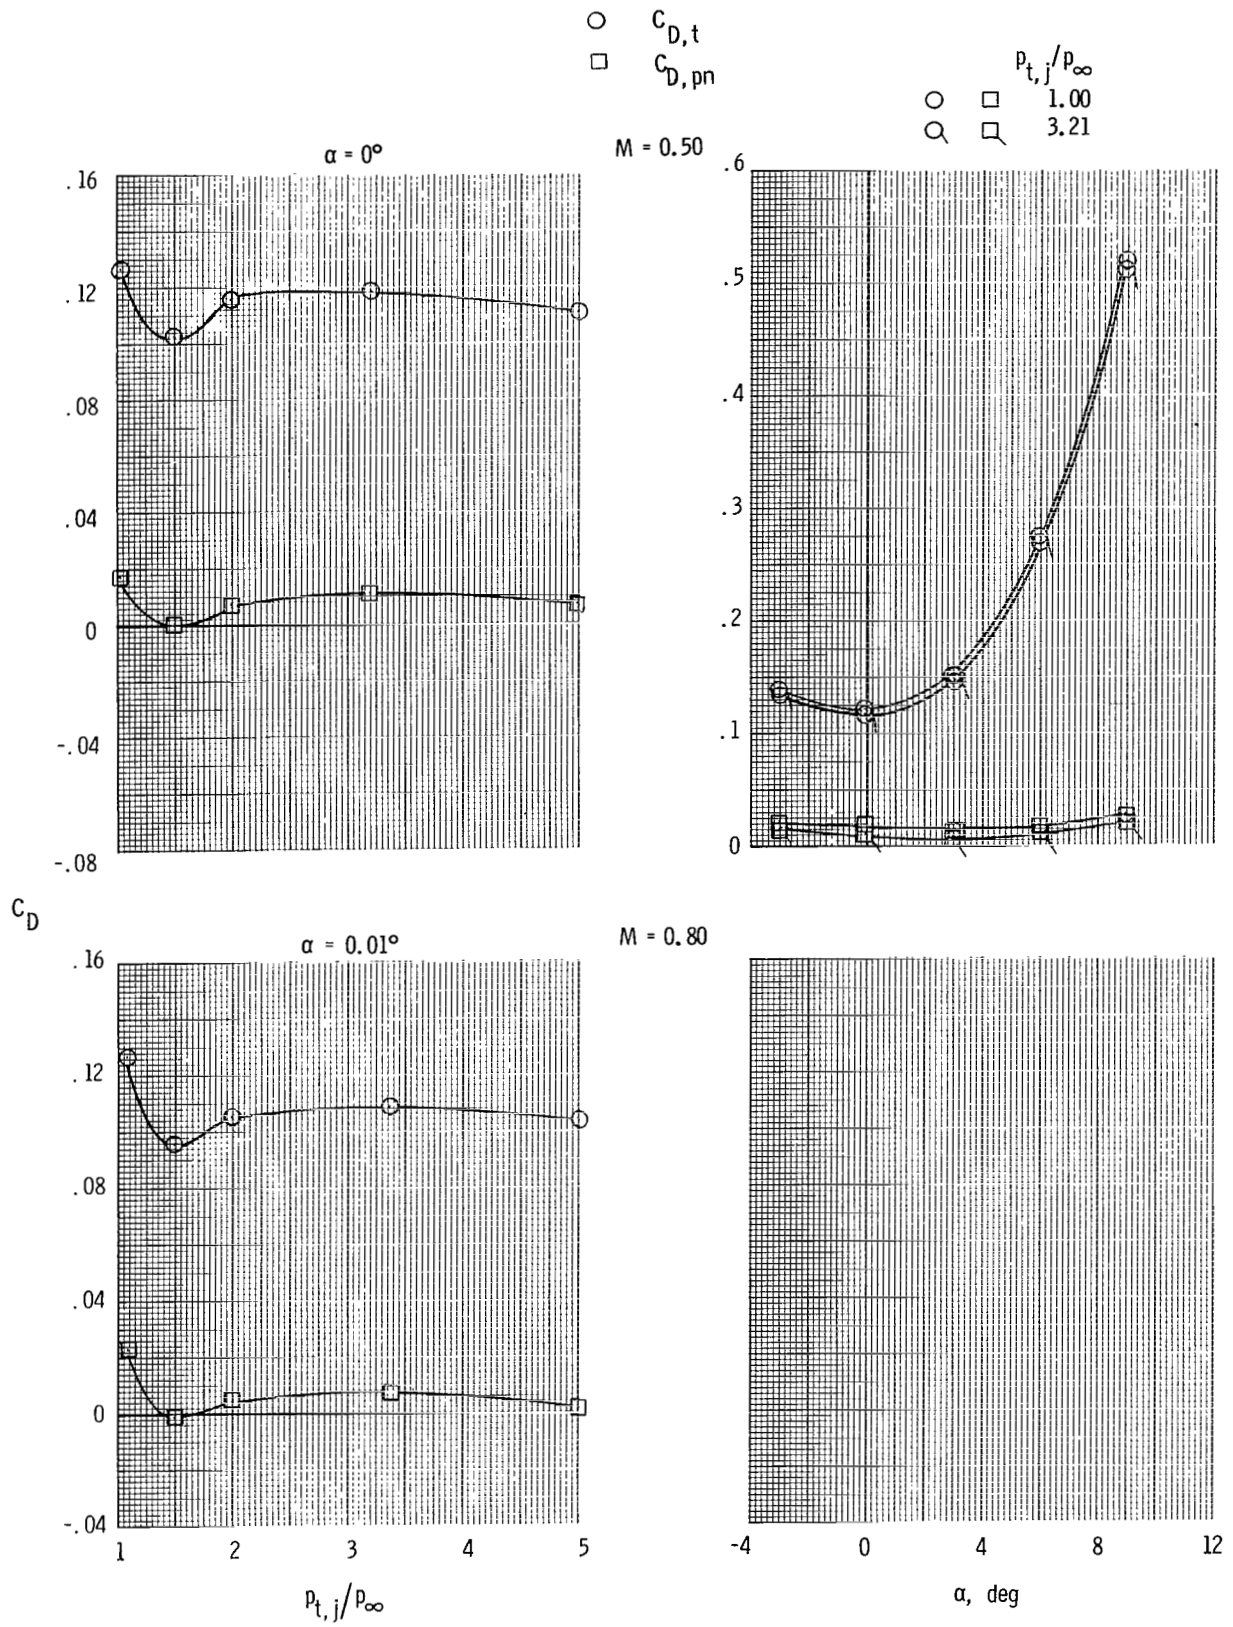 C_D,t
C_D,pn
p_t,j/p_∞
1.00
3.21
α = 0°
M = 0.50
.16
.12
.08
.04
0
-.04
-.08
.6
.5
.4
.3
.2
.1
0
C_D
α = 0.01°
M = 0.80
.16
.12
.08
.04
0
-.04
1 2 3 4 5
p_t,j/p_∞
-4 0 4 8 12
α, deg